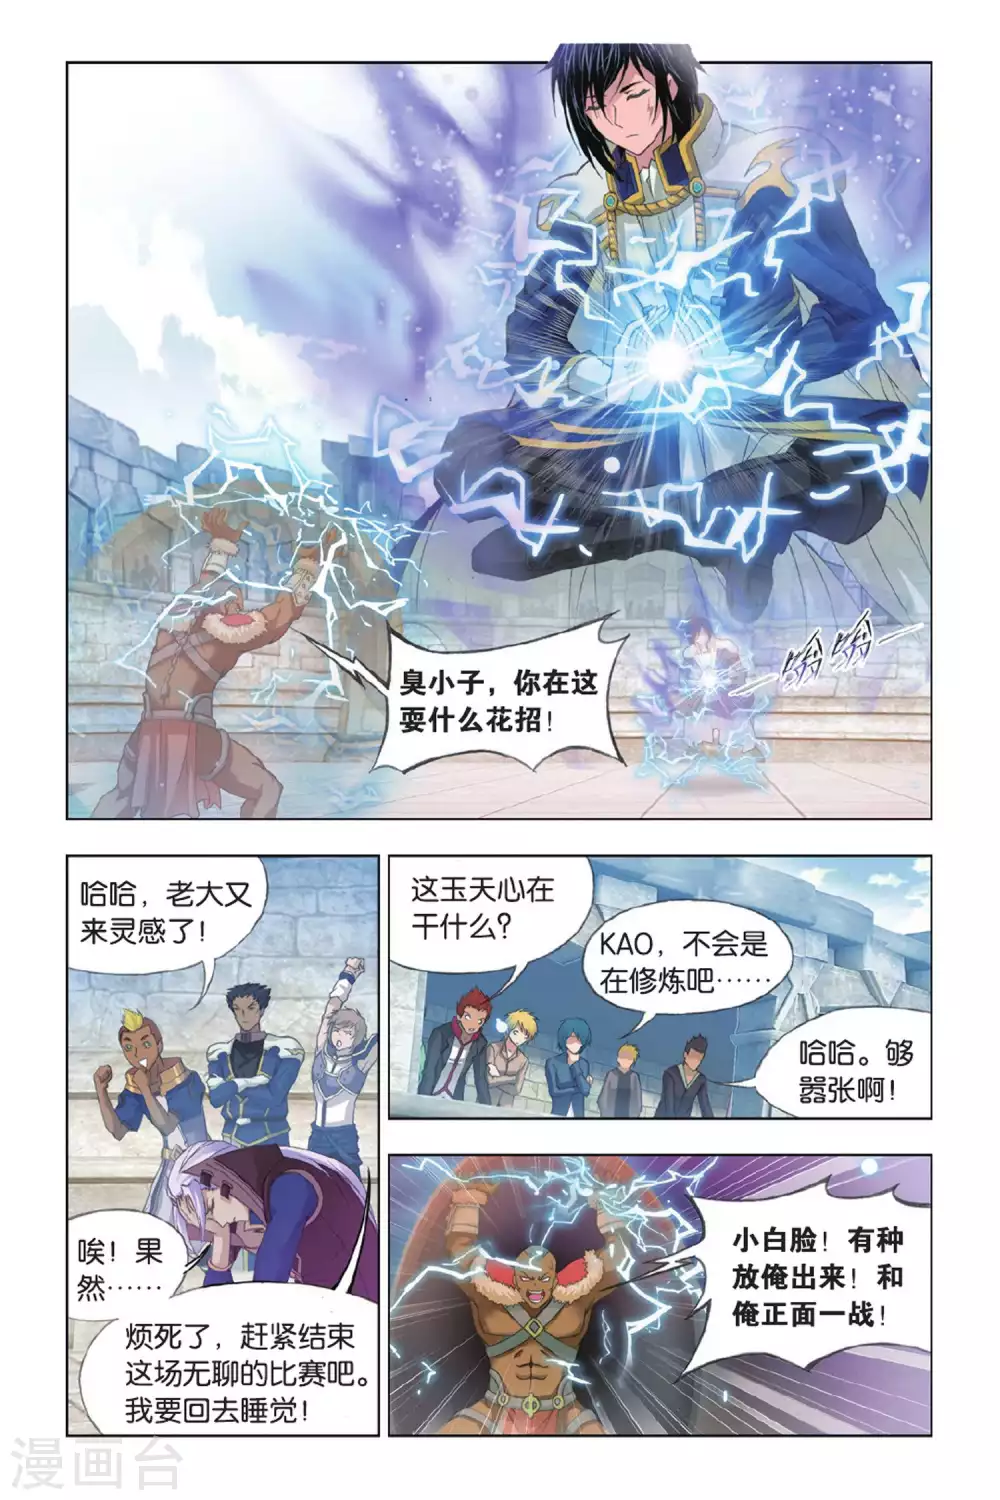 臭小子，你在这
耍什么花招！
哈哈，老大又
来灵感了！
唉！果
然……
烦死了，赶紧结束
这场无聊的比赛吧。
我要回去睡觉！
这玉天心在
干什么？
KAO，不会是
在修炼吧……
哈哈。够
嚣张啊！
小白脸！有种
放俺出来！和
俺正面一战！
漫画台